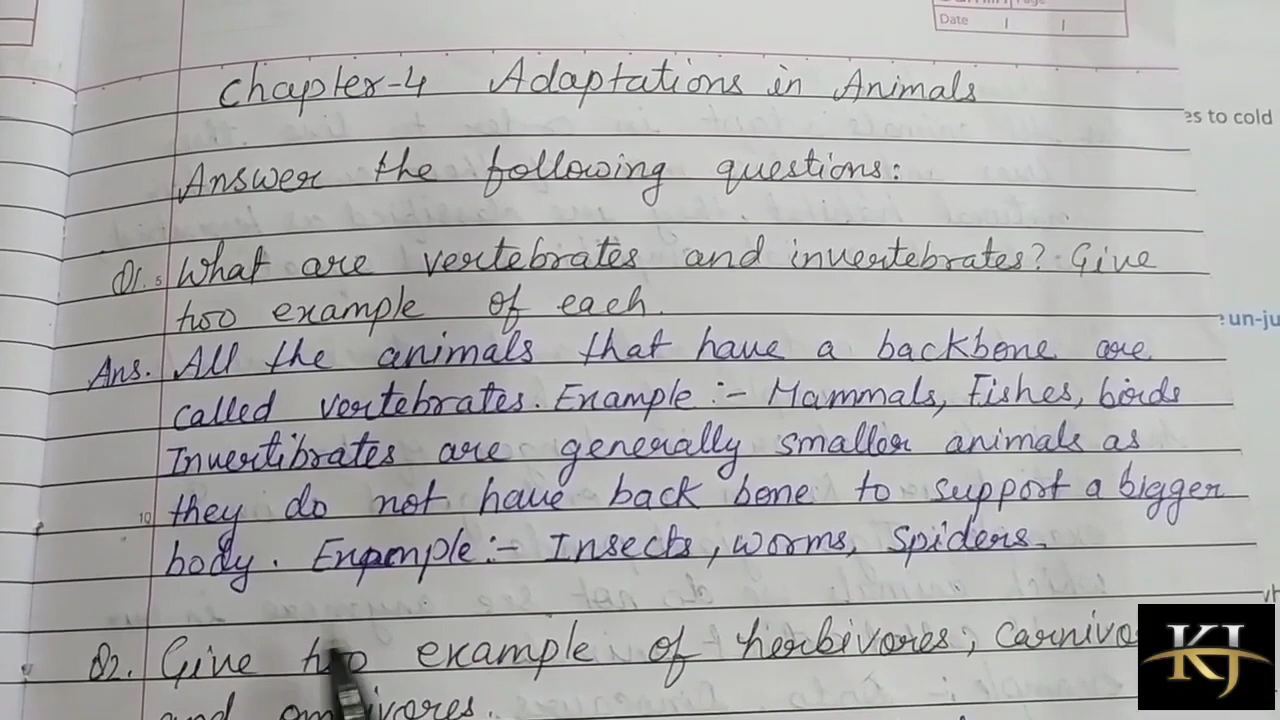 Date
Chapter-4 Adaptations in Animals
es to cold
Answer the following questions:
Q1. What are vertebrates and invertebrates? Give
two example of each.
un-ju
Ans. All the animals that have a backbone are
called vertebrates. Example :- Mammals, Fishes, birds
Invertibrates are generally smaller animals as
10 they do not have back bone to support a bigger
body. Example:- Insects, worms, Spiders.
Q2. Give two example of herbivores, carnivo
and omnivores.
KJ